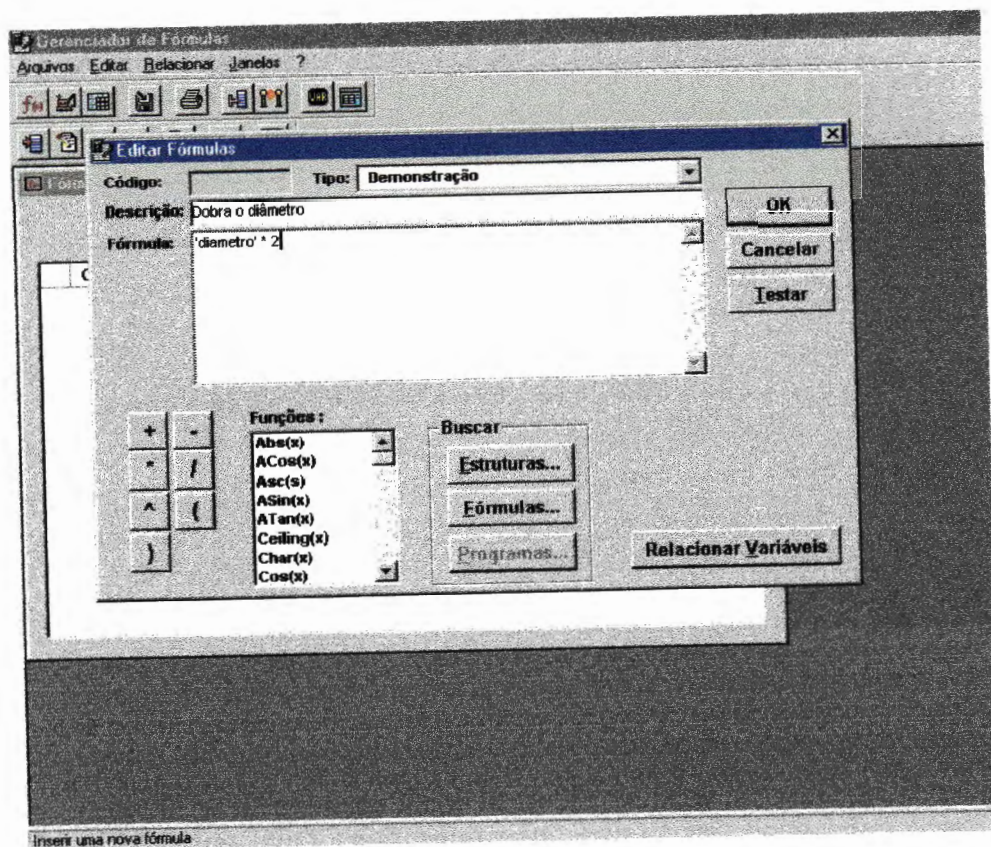 Gerenciador de Fórmulas
Arquivos Editar Relacionar Janelas ?
Editar Fórmulas
Código: Tipo: Demonstração
Descrição: Dobra o diâmetro
Fórmula: 'diametro' * 2
OK
Cancelar
Testar
+ -
* /
^ (
)
Funções :
Abs(x)
ACos(x)
Asc(s)
ASin(x)
ATan(x)
Ceiling(x)
Char(x)
Cos(x)
Buscar
Estruturas...
Fórmulas...
Programas...
Relacionar Variáveis
Inserir uma nova fórmula